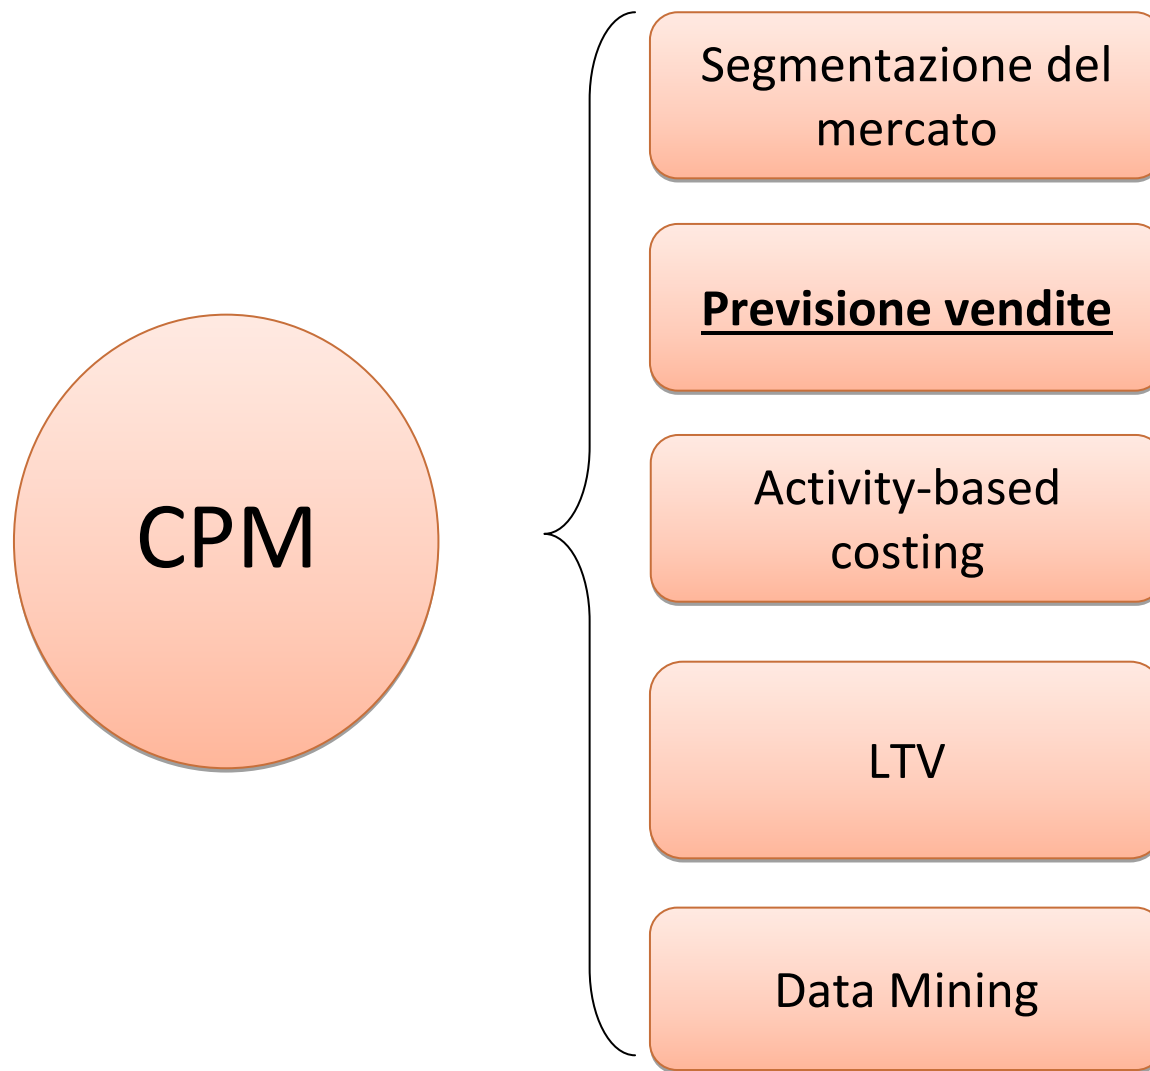 CPM
Segmentazione del
mercato
Previsione vendite
Activity-based
costing
LTV
Data Mining